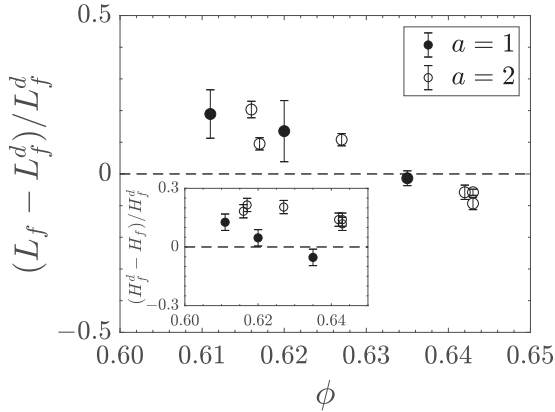 0.5
a = 1
a = 2
(L_f − L_f^d)/L_f^d
0
0.3
(H_f^d − H_f)/H_f^d
0
−0.3
0.60 0.62 0.64
−0.5
0.60 0.61 0.62 0.63 0.64 0.65
ϕ